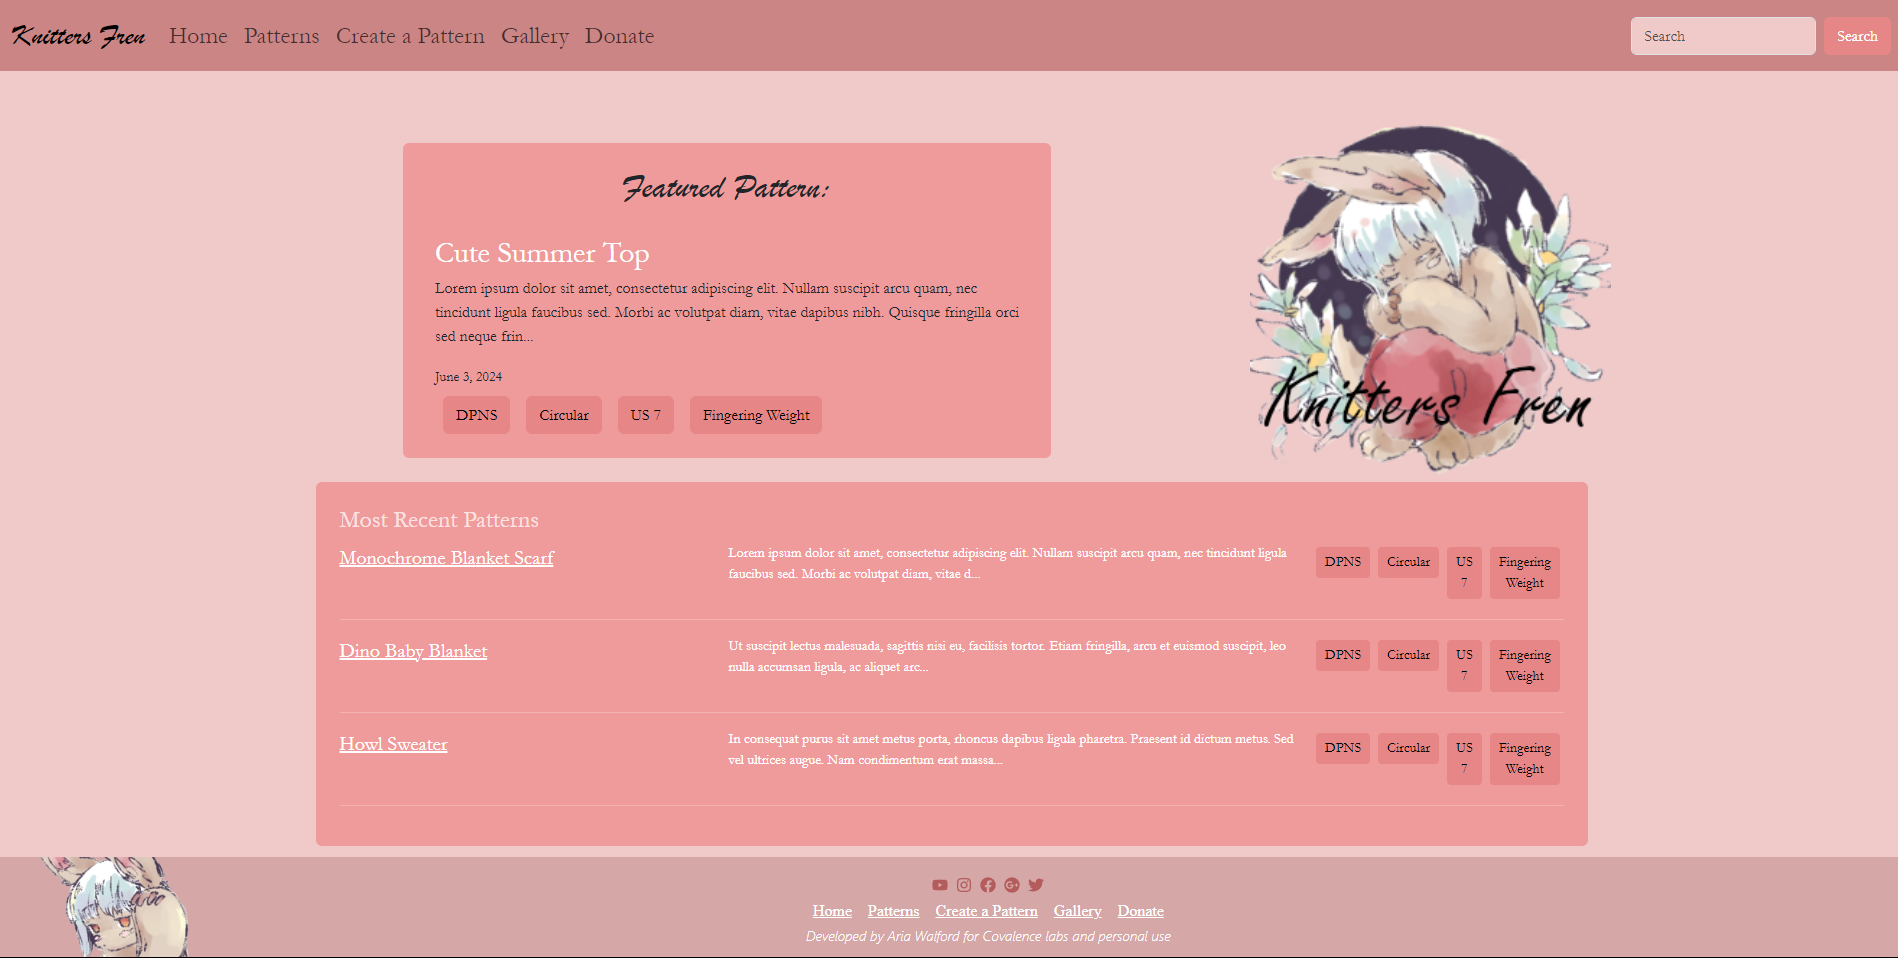 Knitters Fren Home Patterns Create a Pattern Gallery Donate Search Search
Featured Pattern:
Cute Summer Top
Lorem ipsum dolor sit amet, consectetur adipiscing elit. Nullam suscipit arcu quam, nec
tincidunt ligula faucibus sed. Morbi ac volutpat diam, vitae dapibus nibh. Quisque fringilla orci
sed neque frin...
June 3, 2024
DPNS Circular US 7 Fingering Weight
Knitters Fren
Most Recent Patterns
Monochrome Blanket Scarf
Lorem ipsum dolor sit amet, consectetur adipiscing elit. Nullam suscipit arcu quam, nec tincidunt ligula
faucibus sed. Morbi ac volutpat diam, vitae d...
DPNS Circular US Fingering
7 Weight
Dino Baby Blanket
Ut suscipit lectus malesuada, sagittis nisi eu, facilisis tortor. Etiam fringilla, arcu et euismod suscipit, leo
nulla accumsan ligula, ac aliquet arc...
DPNS Circular US Fingering
7 Weight
Howl Sweater
In consequat purus sit amet metus porta, rhoncus dapibus ligula pharetra. Praesent id dictum metus. Sed
vel ultrices augue. Nam condimentum erat massa...
DPNS Circular US Fingering
7 Weight
Home Patterns Create a Pattern Gallery Donate
Developed by Aria Walford for Covalence labs and personal use